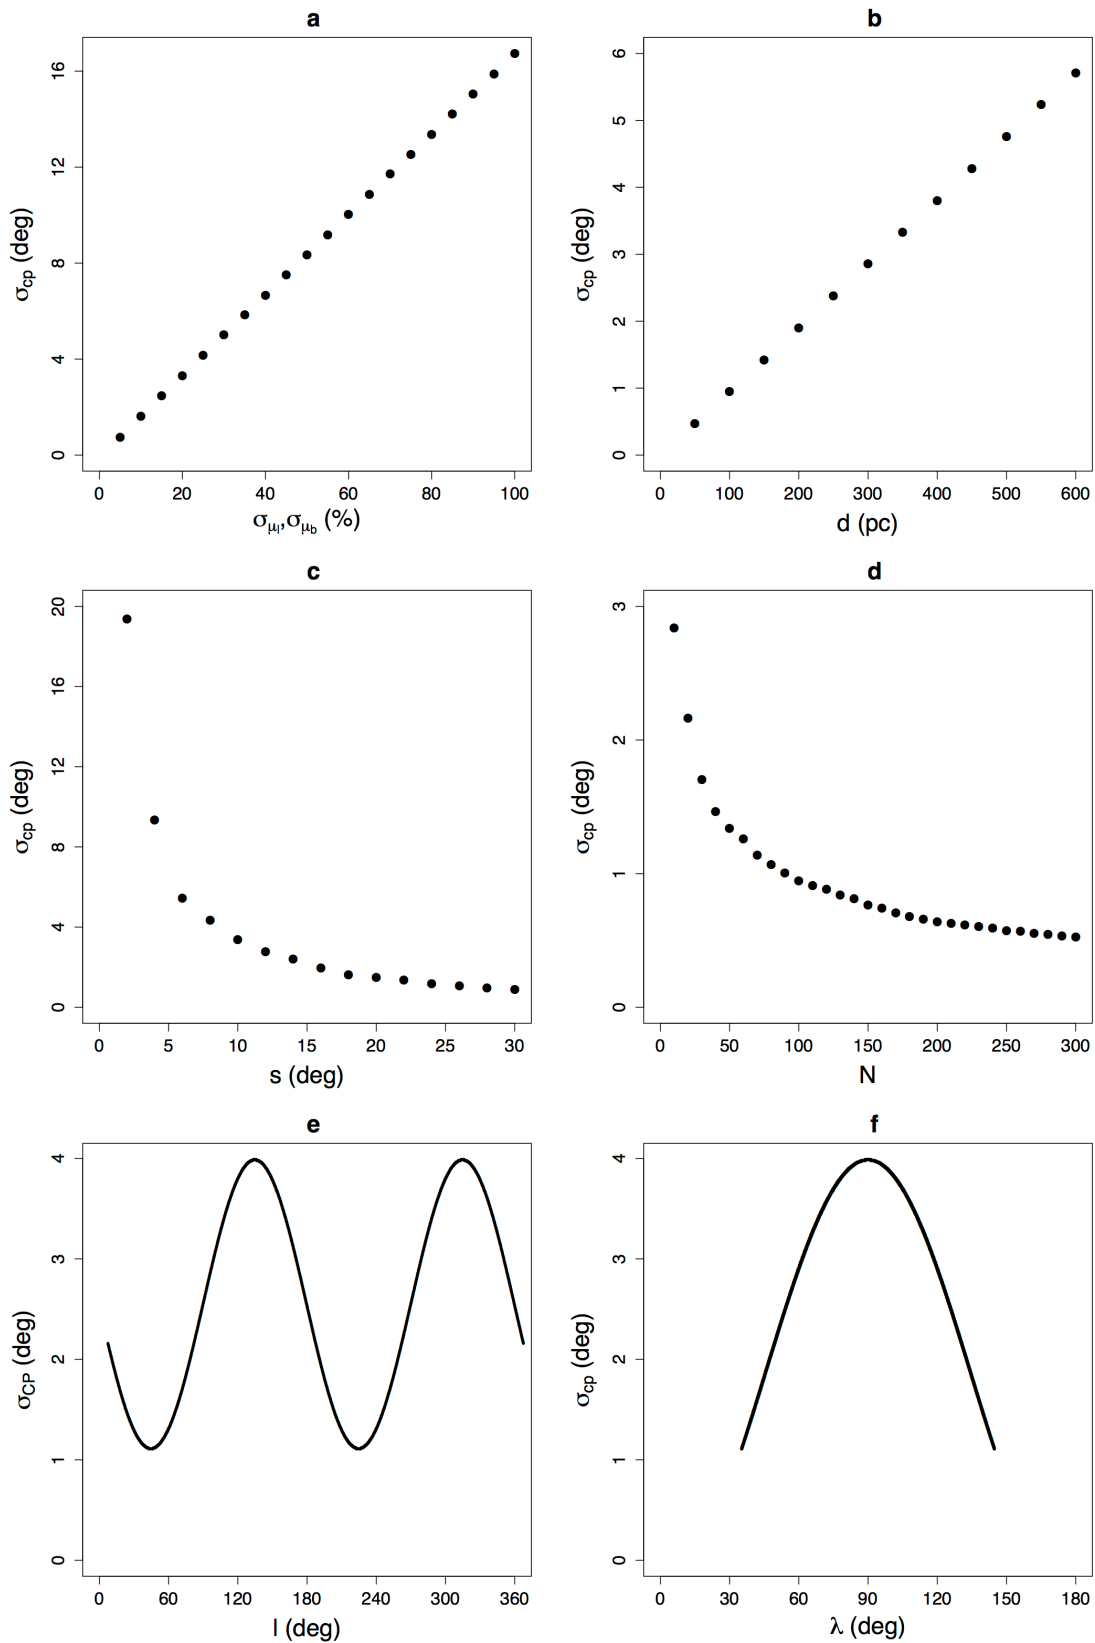 a
16
12
8
4
0
σcp (deg)
0 20 40 60 80 100
σμl,σμb (%)
b
6
5
4
3
2
1
0
σcp (deg)
0 100 200 300 400 500 600
d (pc)
c
20
16
12
8
4
0
σcp (deg)
0 5 10 15 20 25 30
s (deg)
d
3
2
1
0
σcp (deg)
0 50 100 150 200 250 300
N
e
4
3
2
1
0
σCP (deg)
0 60 120 180 240 300 360
l (deg)
f
4
3
2
1
0
σcp (deg)
0 30 60 90 120 150 180
λ (deg)